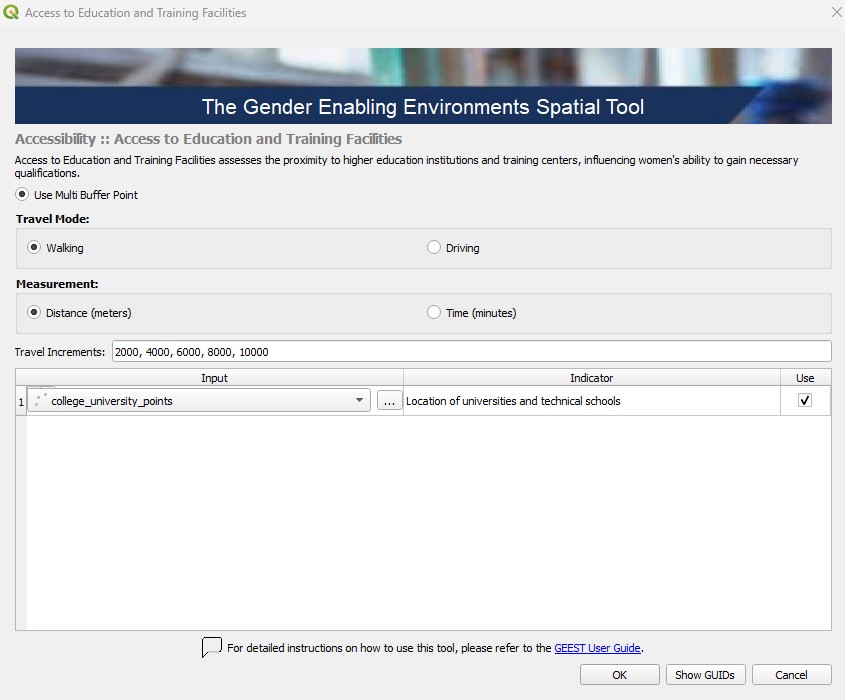 Access to Education and Training Facilities
The Gender Enabling Environments Spatial Tool
Accessibility :: Access to Education and Training Facilities
Access to Education and Training Facilities assesses the proximity to higher education institutions and training centers, influencing women's ability to gain necessary
qualifications.
Use Multi Buffer Point
Travel Mode:
Walking Driving
Measurement:
Distance (meters) Time (minutes)
Travel Increments: 2000, 4000, 6000, 8000, 10000
Input Indicator Use
1 college_university_points ... Location of universities and technical schools
For detailed instructions on how to use this tool, please refer to the GEEST User Guide.
OK Show GUIDs Cancel